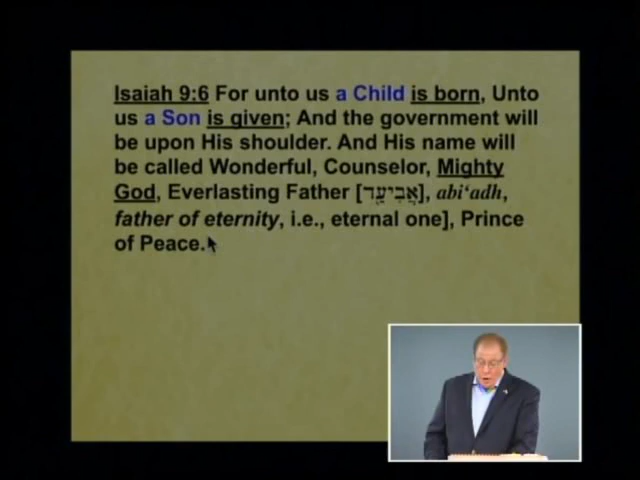 Isaiah 9:6 For unto us a Child is born, Unto
us a Son is given; And the government will
be upon His shoulder. And His name will
be called Wonderful, Counselor, Mighty
God, Everlasting Father [אֲבִיעַ֖ד], abi‘adh,
father of eternity, i.e., eternal one], Prince
of Peace.